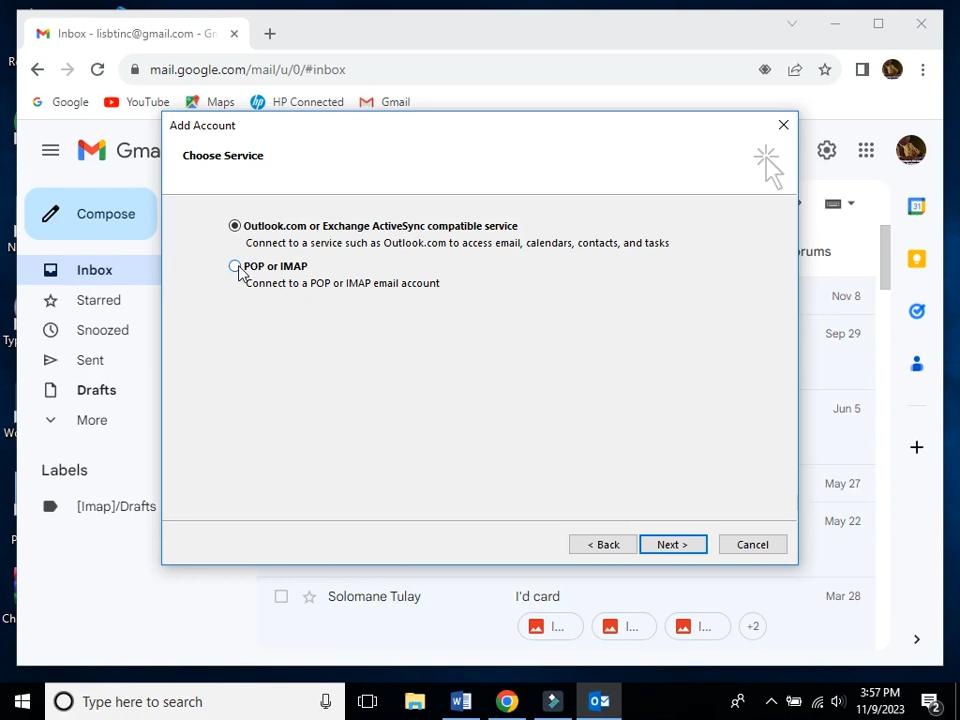 Inbox - lisbtinc@gmail.com - Gm
mail.google.com/mail/u/0/#inbox
Google
YouTube
Maps
HP Connected
Gmail
Add Account
Choose Service
Gma
Compose
Inbox
Starred
Snoozed
Sent
Drafts
More
Labels
[Imap]/Drafts
Outlook.com or Exchange ActiveSync compatible service
Connect to a service such as Outlook.com to access email, calendars, contacts, and tasks
POP or IMAP
Connect to a POP or IMAP email account
< Back
Next >
Cancel
orums
Nov 8
Sep 29
Jun 5
May 27
May 22
Solomane Tulay
I'd card
Mar 28
I...
I...
I...
+2
31
Type here to search
3:57 PM
11/9/2023
2